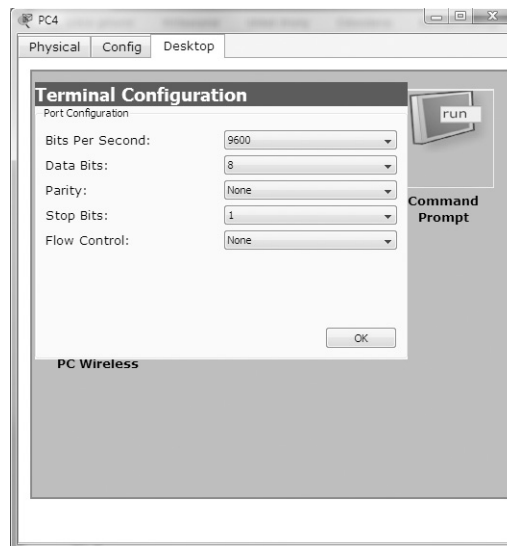 PC4
Physical Config Desktop
Terminal Configuration
Port Configuration
Bits Per Second: 9600
Data Bits: 8
Parity: None
Stop Bits: 1
Flow Control: None
OK
run
Command
Prompt
PC Wireless